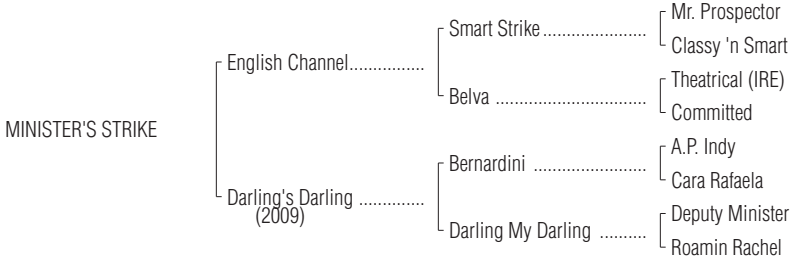 Mr. Prospector
Smart Strike......................
Classy 'n Smart
English Channel................
Theatrical (IRE)
Belva ................................
Committed
MINISTER'S STRIKE
A.P. Indy
Bernardini ........................
Cara Rafaela
Darling's Darling ..............
(2009)
Deputy Minister
Darling My Darling ..........
Roamin Rachel